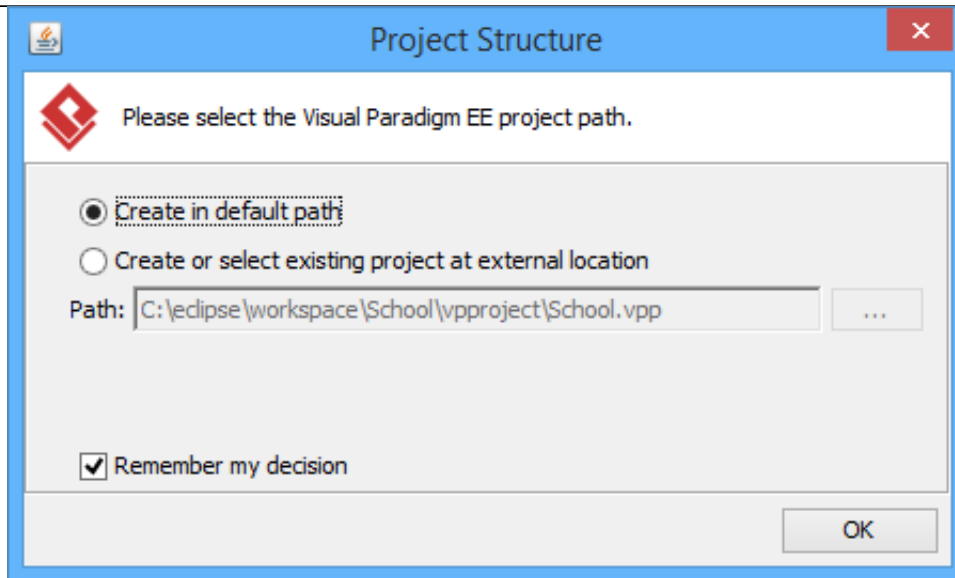 Project Structure
Please select the Visual Paradigm EE project path.
Create in default path
Create or select existing project at external location
Path: C:\eclipse\workspace\School\vpproject\School.vpp ...
Remember my decision
OK